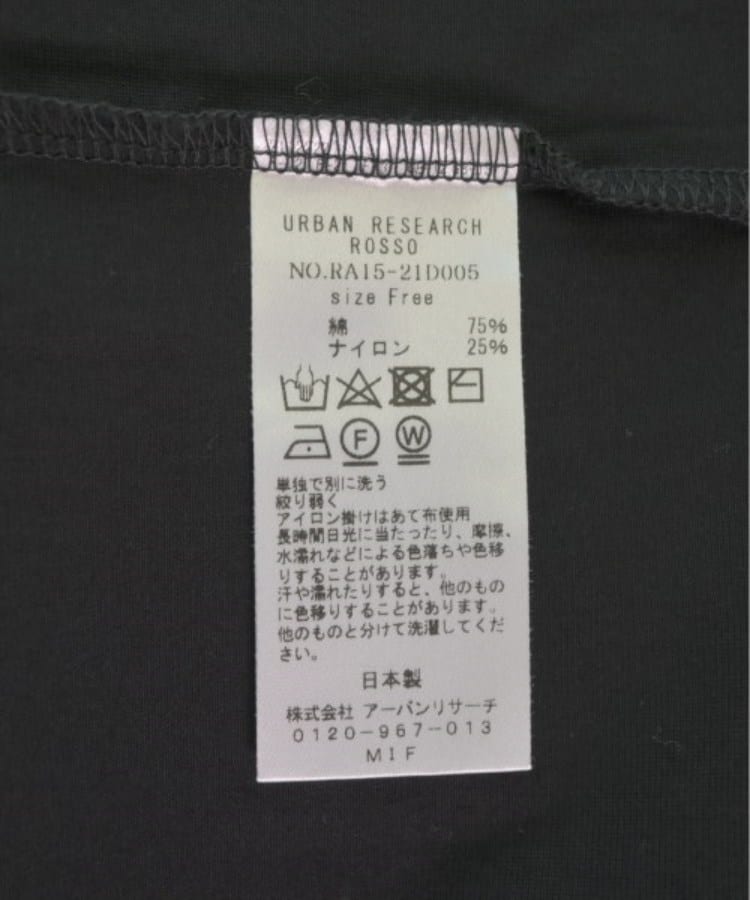 URBAN RESEARCH
ROSSO
NO.RA15-21D005
size Free
綿 75%
ナイロン 25%
F W
単独で別に洗う
絞り弱く
アイロン掛けはあて布使用
長時間日光に当たったり、摩擦、
水濡れなどによる色落ちや色移
りすることがあります。
汗や濡れたりすると、他のもの
に色移りすることがあります。
他のものと分けて洗濯してくだ
さい。
日本製
株式会社 アーバンリサーチ
0120-967-013
MIF